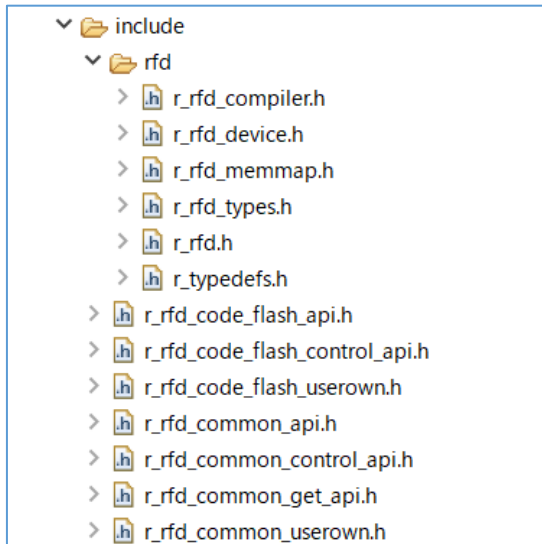 include
rfd
.h r_rfd_compiler.h
.h r_rfd_device.h
.h r_rfd_memmap.h
.h r_rfd_types.h
.h r_rfd.h
.h r_typedefs.h
.h r_rfd_code_flash_api.h
.h r_rfd_code_flash_control_api.h
.h r_rfd_code_flash_userown.h
.h r_rfd_common_api.h
.h r_rfd_common_control_api.h
.h r_rfd_common_get_api.h
.h r_rfd_common_userown.h